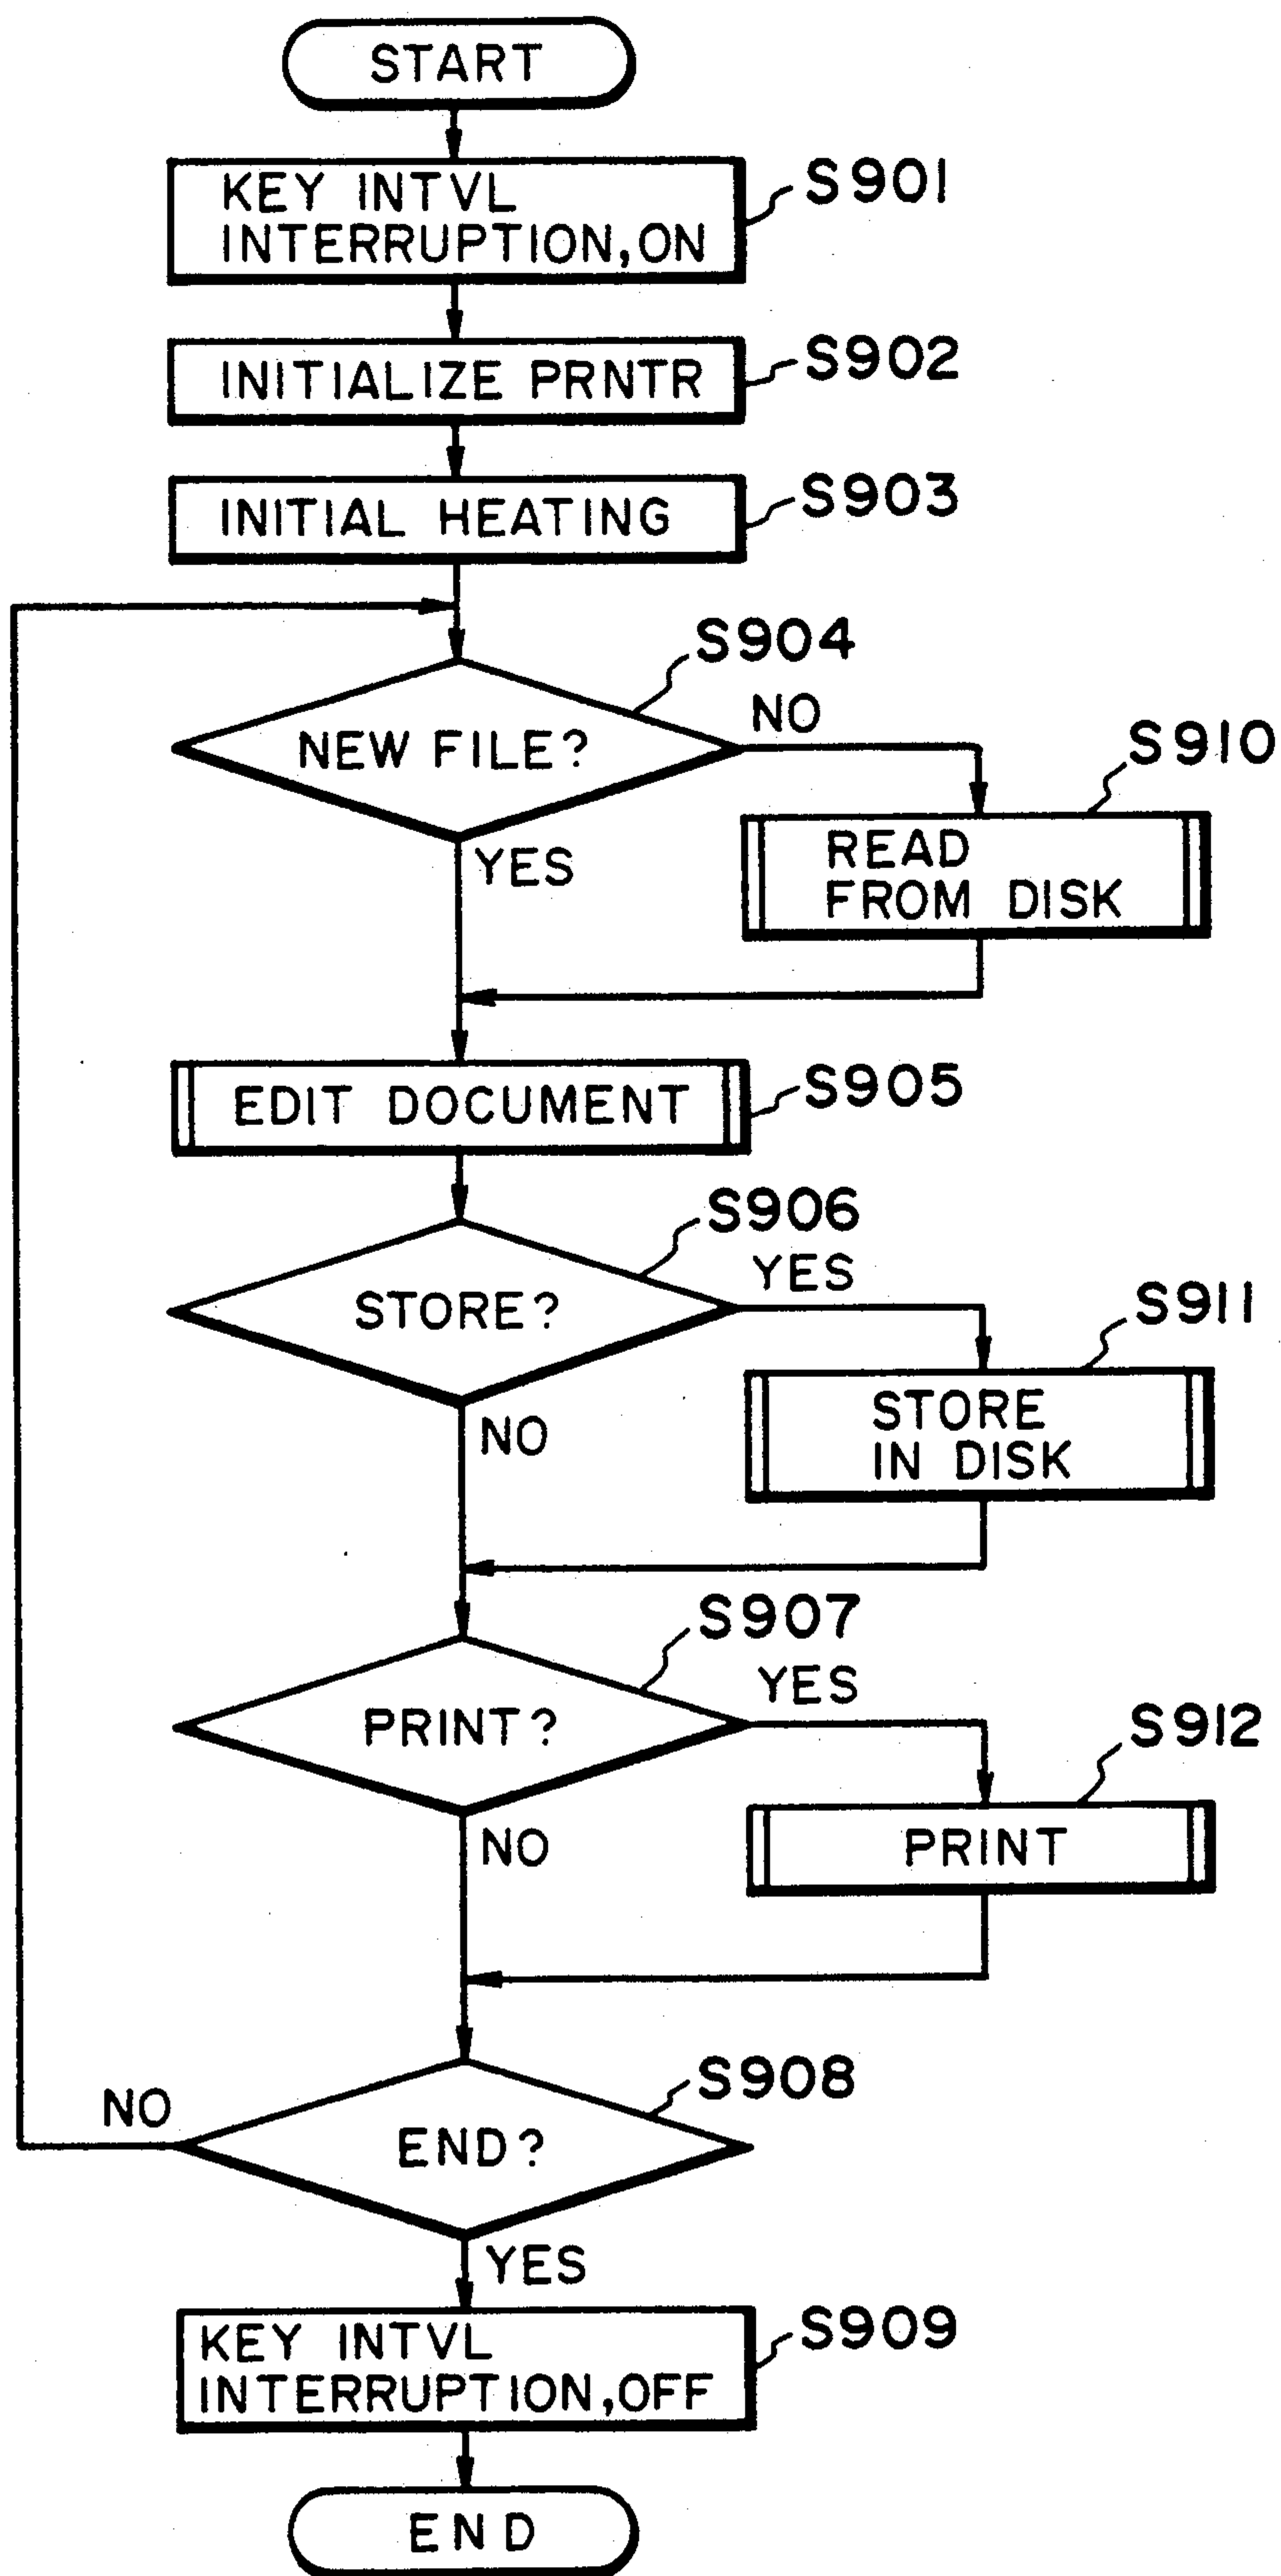 START
KEY INTVL
INTERRUPTION,ON
S901
INITIALIZE PRNTR
S902
INITIAL HEATING
S903
S904
NEW FILE?
NO
S910
YES
READ
FROM DISK
EDIT DOCUMENT
S905
S906
YES
STORE?
S911
NO
STORE
IN DISK
S907
YES
PRINT?
S912
NO
PRINT
S908
NO
END?
YES
KEY INTVL
INTERRUPTION,OFF
S909
END